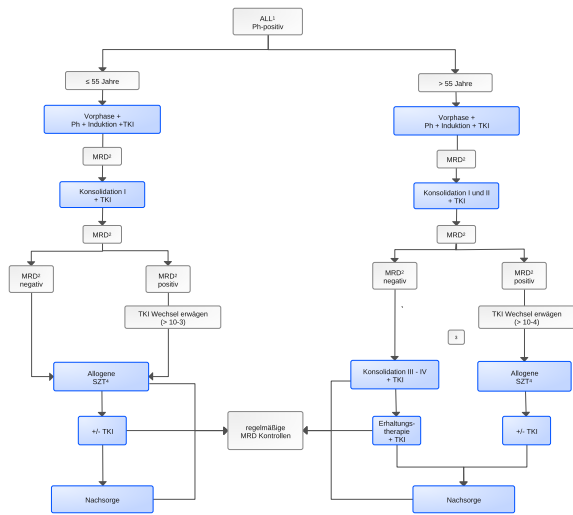 ALL¹
Ph-positiv
≤ 55 Jahre
> 55 Jahre
Vorphase +
Ph + Induktion +TKI
Vorphase +
Ph + Induktion + TKI
MRD²
MRD²
Konsolidation I
+ TKI
Konsolidation I und II
+ TKI
MRD²
MRD²
MRD²
negativ
MRD²
positiv
MRD²
negativ
MRD²
positiv
TKI Wechsel erwägen
(> 10-3)
TKI Wechsel erwägen
(> 10-4)
3
Allogene
SZT⁴
Konsolidation III - IV
+ TKI
Allogene
SZT⁴
+/- TKI
regelmäßige
MRD Kontrollen
Erhaltungs-
therapie
+ TKI
+/- TKI
Nachsorge
Nachsorge